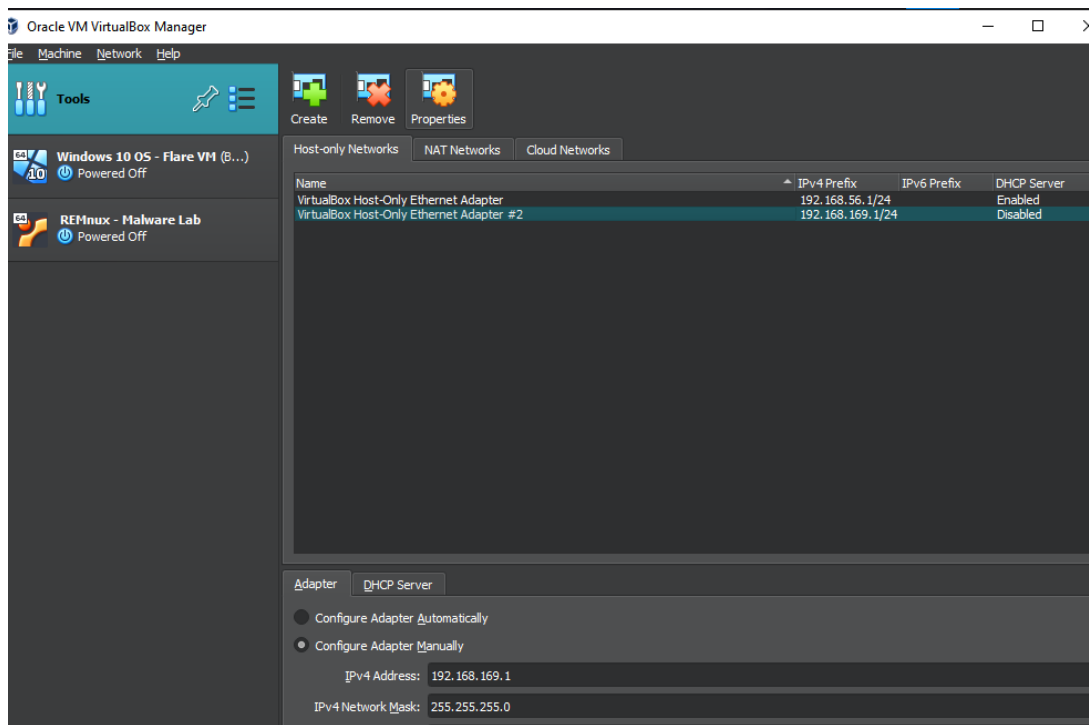 Oracle VM VirtualBox Manager
File Machine Network Help
Tools
Create Remove Properties
64 10 Windows 10 OS - Flare VM (B...)
Powered Off
64 REMnux - Malware Lab
Powered Off
Host-only Networks NAT Networks Cloud Networks
Name IPv4 Prefix IPv6 Prefix DHCP Server
VirtualBox Host-Only Ethernet Adapter 192.168.56.1/24 Enabled
VirtualBox Host-Only Ethernet Adapter #2 192.168.169.1/24 Disabled
Adapter DHCP Server
Configure Adapter Automatically
Configure Adapter Manually
IPv4 Address: 192.168.169.1
IPv4 Network Mask: 255.255.255.0